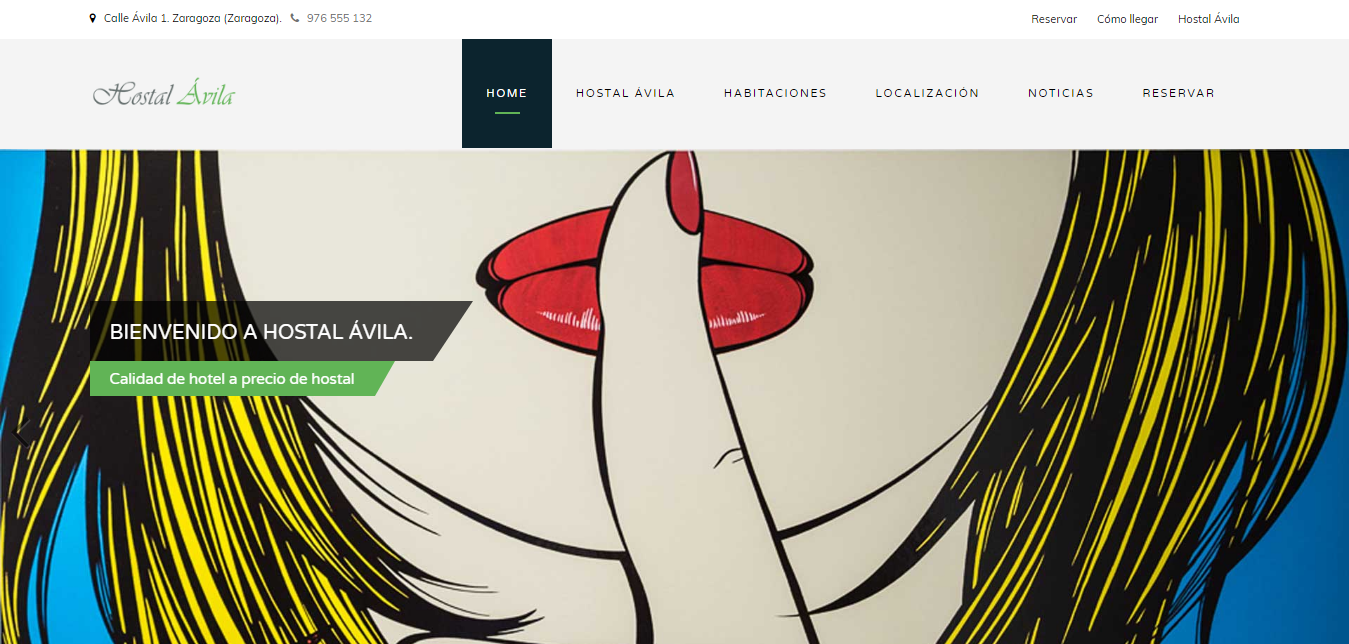 Calle Ávila 1. Zaragoza (Zaragoza). 976 555 132
Reservar Cómo llegar Hostal Ávila
Hostal Ávila
HOME HOSTAL ÁVILA HABITACIONES LOCALIZACIÓN NOTICIAS RESERVAR
BIENVENIDO A HOSTAL ÁVILA.
Calidad de hotel a precio de hostal